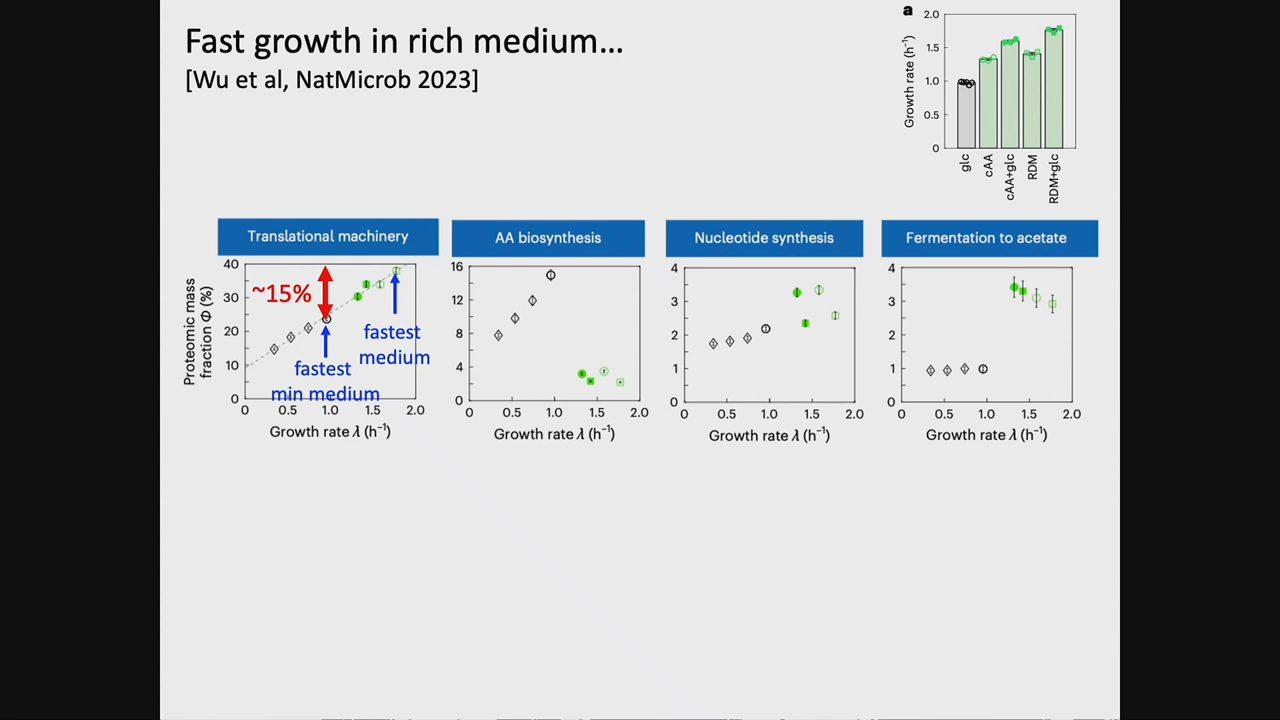 Fast growth in rich medium...
[Wu et al, NatMicrob 2023]
a
Growth rate (h⁻¹)
2.0
1.5
1.0
0.5
0
glc
cAA
cAA+glc
RDM
RDM+glc
Translational machinery
Proteomic mass
fraction Φ (%)
40
30
20
10
0
~15%
fastest
medium
fastest
min medium
0
0.5
1.0
1.5
2.0
Growth rate λ (h⁻¹)
AA biosynthesis
16
12
8
4
0
0
0.5
1.0
1.5
2.0
Growth rate λ (h⁻¹)
Nucleotide synthesis
4
3
2
1
0
0
0.5
1.0
1.5
2.0
Growth rate λ (h⁻¹)
Fermentation to acetate
4
3
2
1
0
0
0.5
1.0
1.5
2.0
Growth rate λ (h⁻¹)